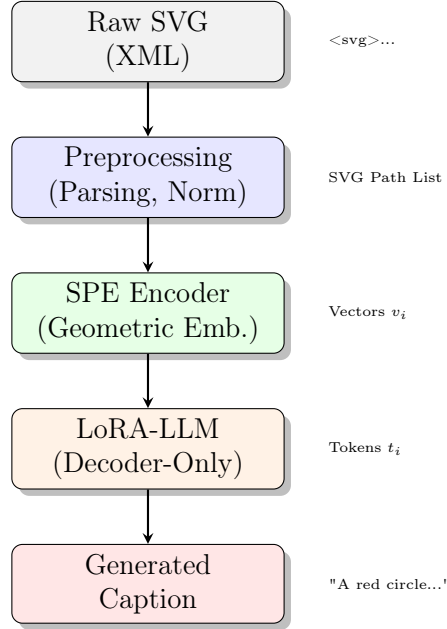 Raw SVG
(XML)
<svg>...
Preprocessing
(Parsing, Norm)
SVG Path List
SPE Encoder
(Geometric Emb.)
Vectors v_i
LoRA-LLM
(Decoder-Only)
Tokens t_i
Generated
Caption
"A red circle..."